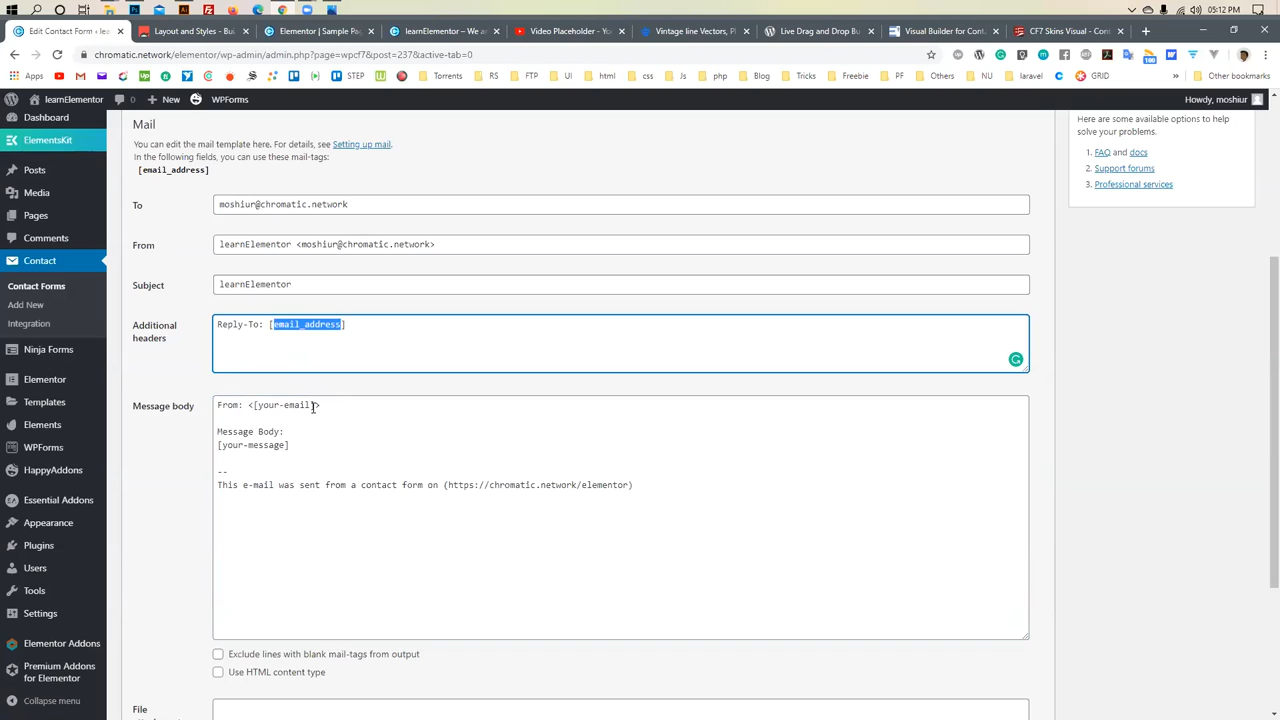 05:12 PM
Edit Contact Form ‹ lea
Layout and Styles - Bu
Elementor | Sample Pa
learnElementor – We a
Video Placeholder - Yo
Vintage line Vectors, P
Live Drag and Drop Bu
Visual Builder for Cont
CF7 Skins Visual - Cont
chromatic.network/elementor/wp-admin/admin.php?page=wpcf7&post=237&active-tab=0
Apps
Torrents
RS
FTP
UI
html
css
Js
php
Blog
Tricks
Freebie
PF
Others
NU
laravel
GRID
»
Other bookmarks
STEP
100
learnElementor
0
New
WPForms
Howdy, moshiur
Dashboard
ElementsKit
Posts
Media
Pages
Comments
Contact
Contact Forms
Add New
Integration
Ninja Forms
Elementor
Templates
Elements
WPForms
HappyAddons
Essential Addons
Appearance
Plugins
Users
Tools
Settings
Elementor Addons
Premium Addons
for Elementor
Collapse menu
Mail
You can edit the mail template here. For details, see Setting up mail.
In the following fields, you can use these mail-tags:
[email_address]
To
moshiur@chromatic.network
From
learnElementor <moshiur@chromatic.network>
Subject
learnElementor
Additional
headers
Reply-To: [email_address]
Message body
From: <[your-email]>
Message Body:
[your-message]
--
This e-mail was sent from a contact form on (https://chromatic.network/elementor)
Exclude lines with blank mail-tags from output
Use HTML content type
File
Here are some available options to help
solve your problems.
1. FAQ and docs
2. Support forums
3. Professional services